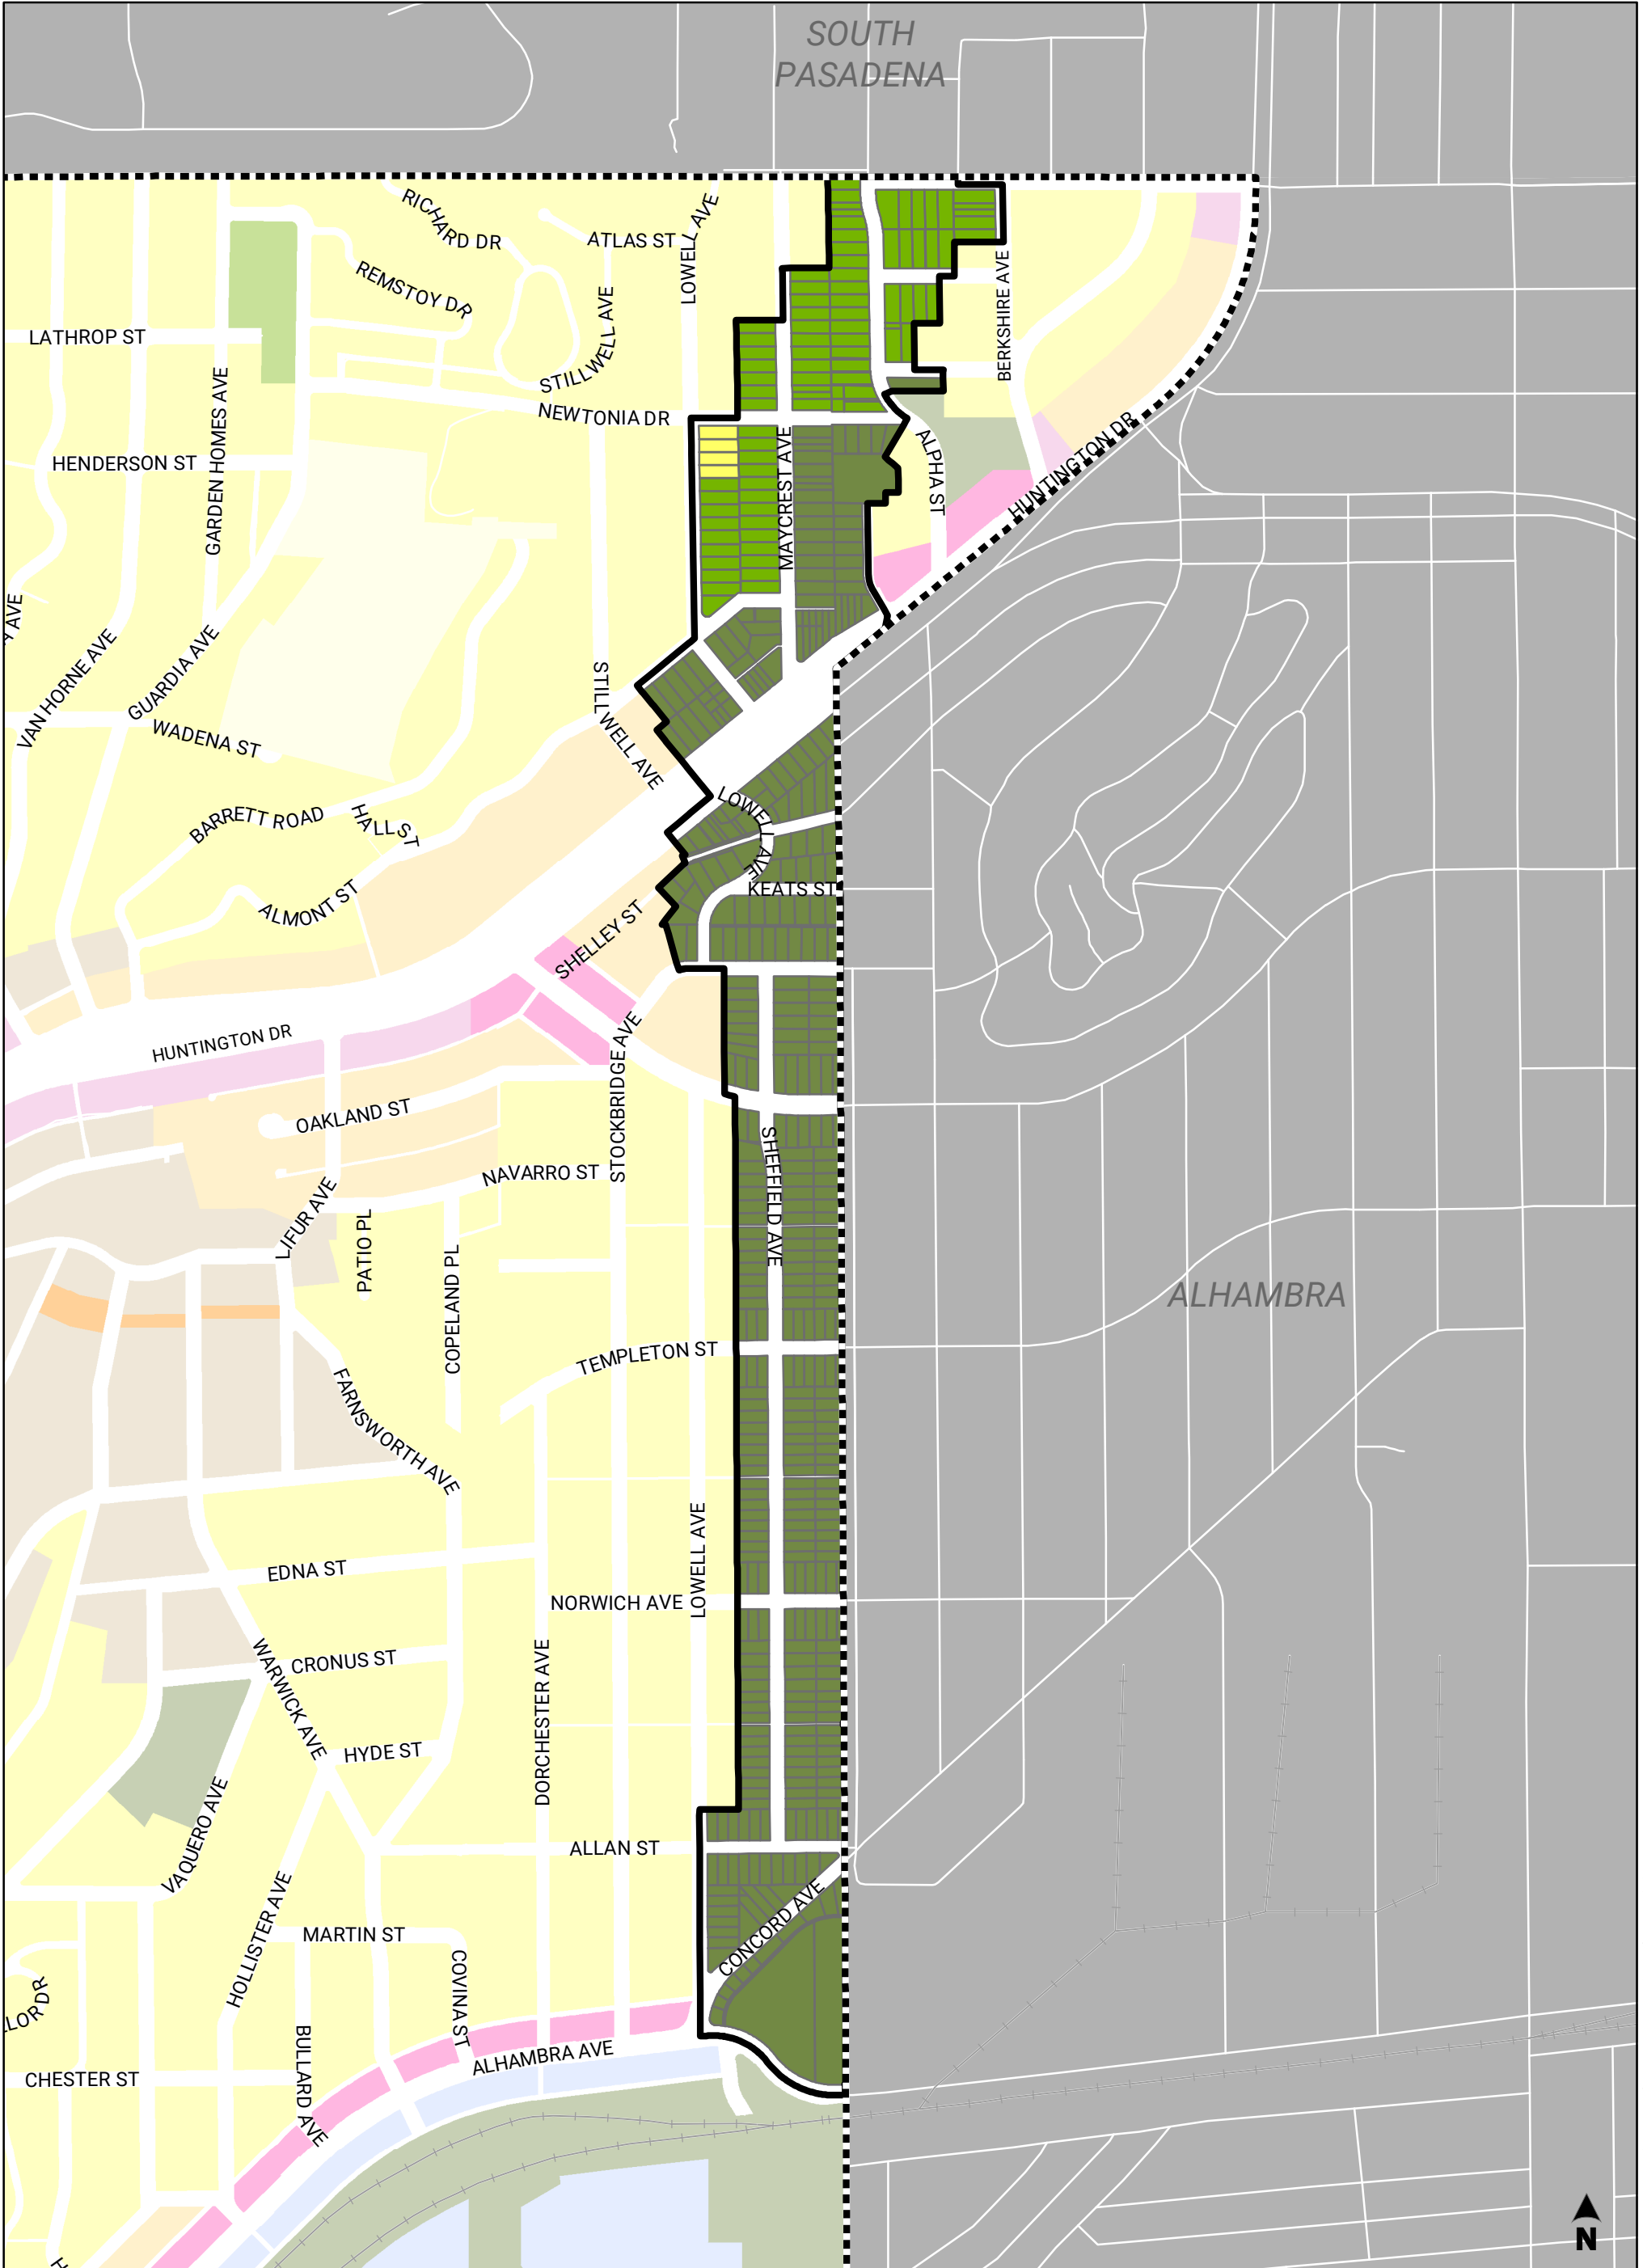 SOUTH
PASADENA
RICHARD DR
ATLAS ST
LOWELL AVE
REMSTOY DR
BERKSHIRE AVE
LATHROP ST
STILLWELL AVE
GARDEN HOMES AVE
NEWTONIA DR
HENDERSON ST
MAYCREST AVE
ALPHA ST
HUNTINGTON DR
AVE
VAN HORNE AVE
GUARDIA AVE
WADENA ST
STILLWELL AVE
BARRETT ROAD
HALL ST
LOWELL AVE
KEATS ST
ALMONT ST
SHELLEY ST
HUNTINGTON DR
STOCKBRIDGE AVE
OAKLAND ST
SHEFFIELD AVE
NAVARRO ST
LIFUR AVE
PATIO PL
COPELAND PL
ALHAMBRA
TEMPLETON ST
FARNSWORTH AVE
LOWELL AVE
EDNA ST
NORWICH AVE
CRONUS ST
WARWICK AVE
DORCHESTER AVE
HYDE ST
VAQUERO AVE
ALLAN ST
HOLLISTER AVE
CONCORD AVE
MARTIN ST
COVINA ST
LOR DR
BULLARD AVE
ALHAMBRA AVE
CHESTER ST
N